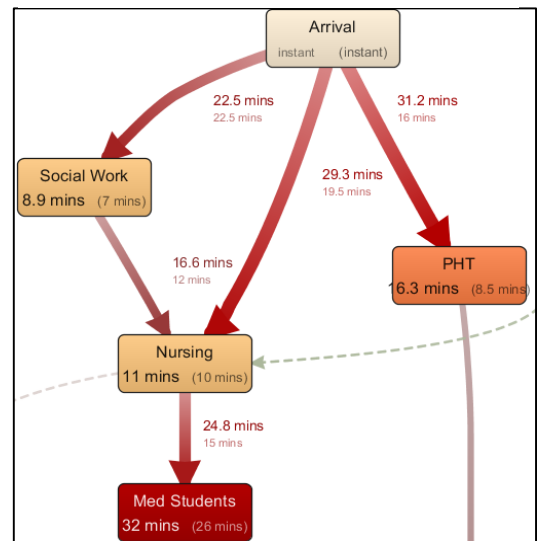 Arrival
instant (instant)
22.5 mins
22.5 mins
31.2 mins
16 mins
Social Work
8.9 mins (7 mins)
29.3 mins
19.5 mins
16.6 mins
12 mins
PHT
16.3 mins (8.5 mins)
Nursing
11 mins (10 mins)
24.8 mins
15 mins
Med Students
32 mins (26 mins)